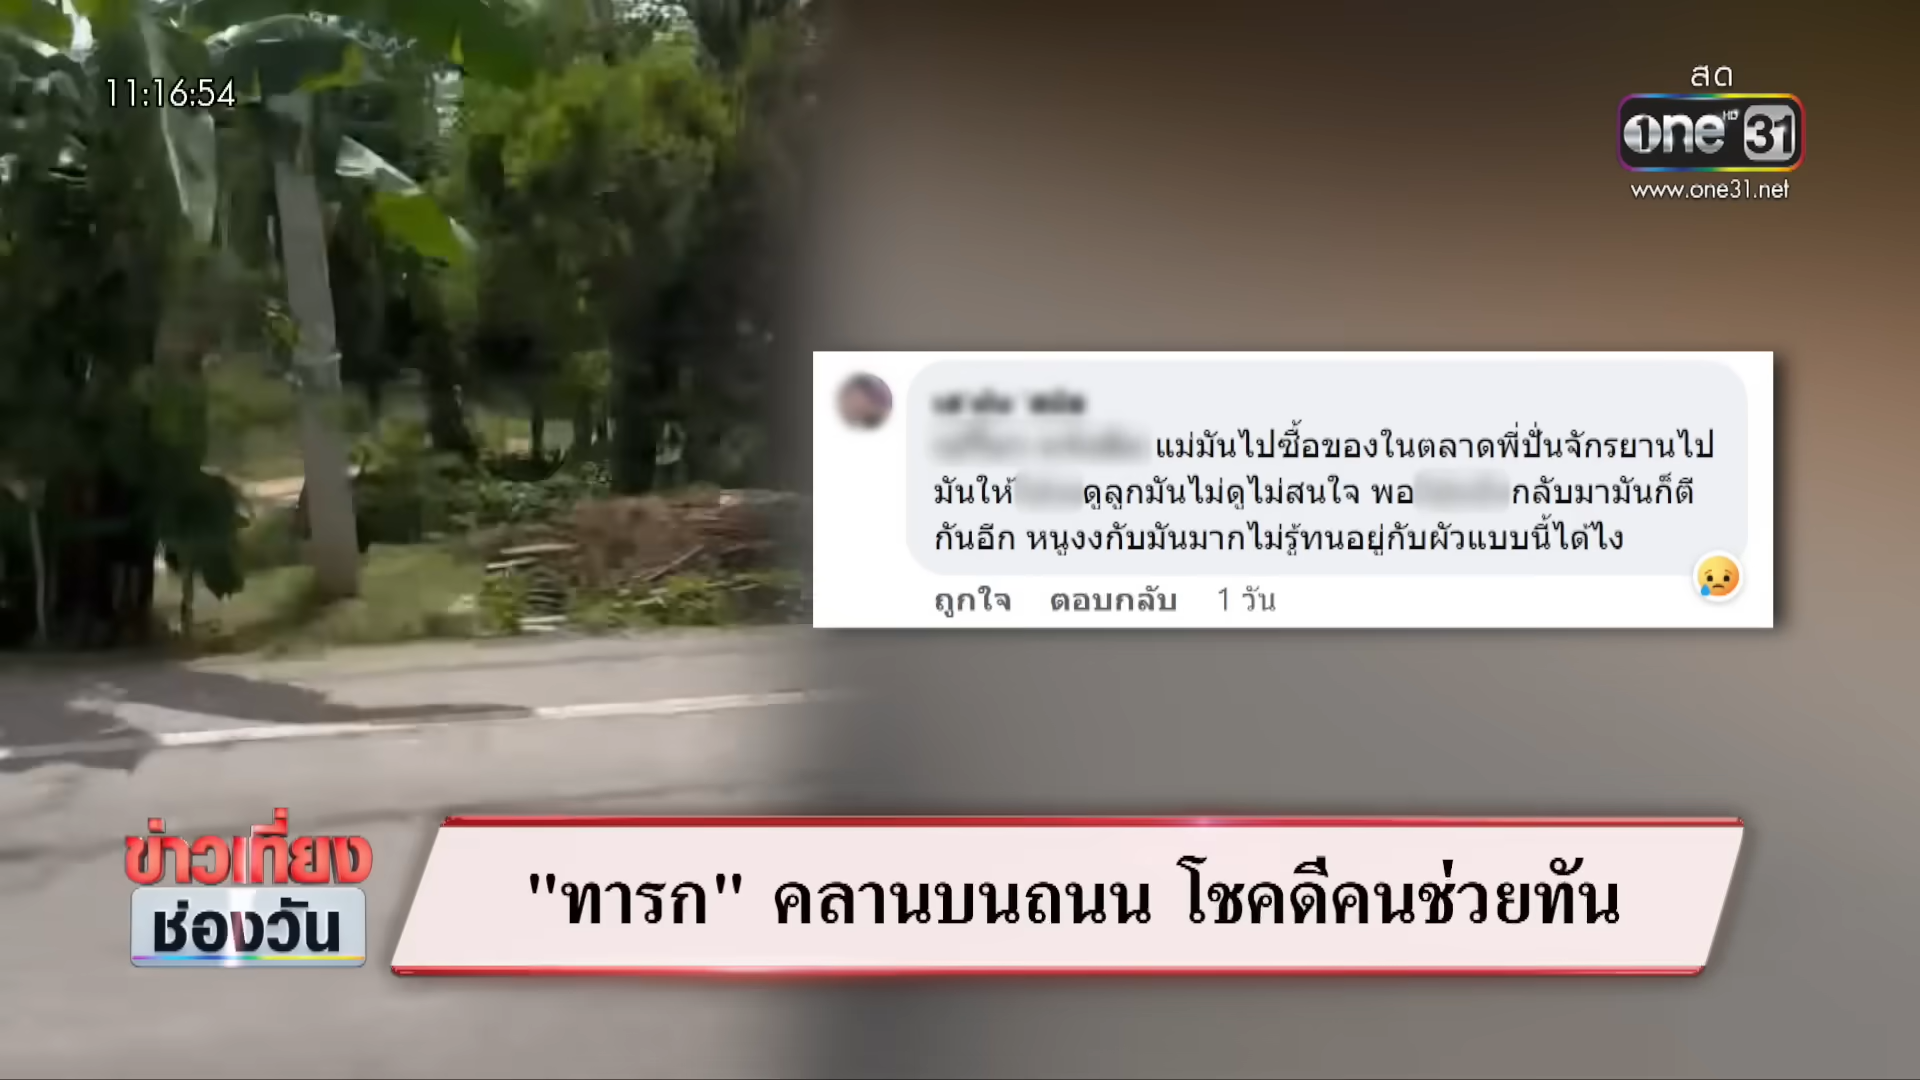 11:16:54
สด
one HD 31
www.one31.net
แม่มันไปซื้อของในตลาดพี่ปั่นจักรยานไป
มันให้ ดูลูกมันไม่ดูไม่สนใจ พอ กลับมามันก็ตี
กันอีก หนูงงกับมันมากไม่รู้ทนอยู่กับผัวแบบนี้ได้ไง
ถูกใจ ตอบกลับ 1 วัน
ข่าวเที่ยง
ช่องวัน
"ทารก" คลานบนถนน โชคดีคนช่วยทัน